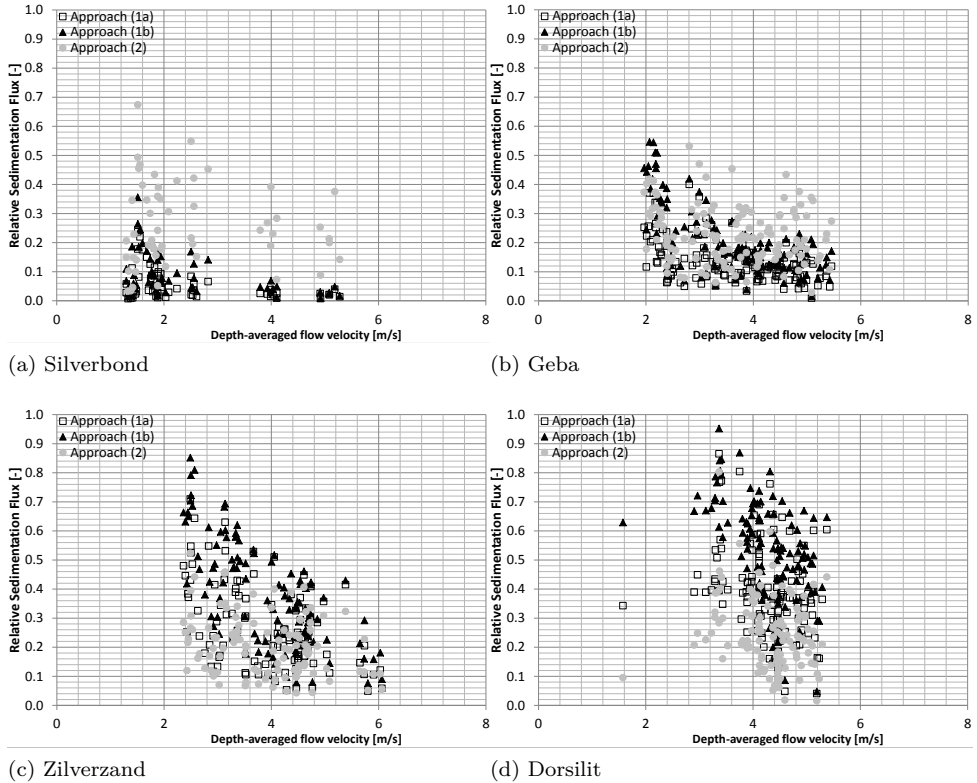 1.0
0.9
0.8
0.7
0.6
0.5
0.4
0.3
0.2
0.1
0.0
Relative Sedimentation Flux [-]
Approach (1a)
Approach (1b)
Approach (2)
0 2 4 6 8
Depth-averaged flow velocity [m/s]
(a) Silverbond
1.0
0.9
0.8
0.7
0.6
0.5
0.4
0.3
0.2
0.1
0.0
Relative Sedimentation Flux [-]
Approach (1a)
Approach (1b)
Approach (2)
0 2 4 6 8
Depth-averaged flow velocity [m/s]
(b) Geba
1.0
0.9
0.8
0.7
0.6
0.5
0.4
0.3
0.2
0.1
0.0
Relative Sedimentation Flux [-]
Approach (1a)
Approach (1b)
Approach (2)
0 2 4 6 8
Depth-averaged flow velocity [m/s]
(c) Zilverzand
1.0
0.9
0.8
0.7
0.6
0.5
0.4
0.3
0.2
0.1
0.0
Relative Sedimentation Flux [-]
Approach (1a)
Approach (1b)
Approach (2)
0 2 4 6 8
Depth-averaged flow velocity [m/s]
(d) Dorsilit